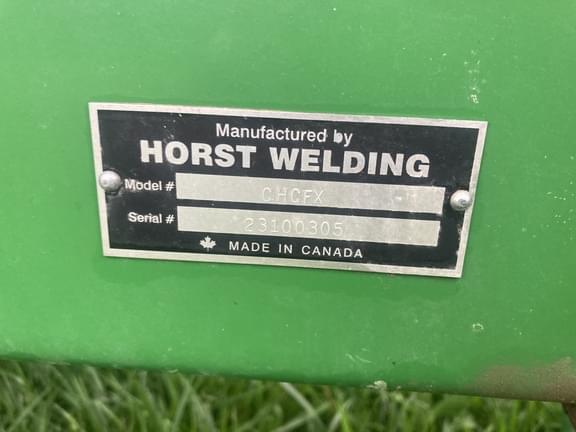 Manufactured by
HORST WELDING
Model # CHCFX
Serial # 23100305
MADE IN CANADA